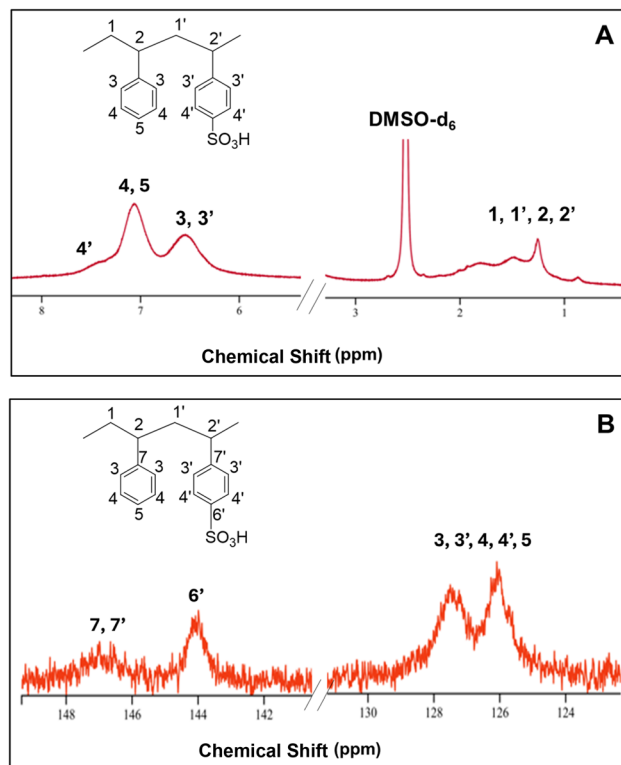 A
1 1'
2 2'
3 3 3' 3'
4 4 4' 4'
5
SO3H
DMSO-d6
4, 5
3, 3'
4'
1, 1', 2, 2'
8 7 6 3 2 1
Chemical Shift (ppm)
B
1 1'
2 2'
7 7'
3 3 3' 3'
4 4 4' 4'
5 6'
SO3H
3, 3', 4, 4', 5
6'
7, 7'
148 146 144 142 130 128 126 124
Chemical Shift (ppm)